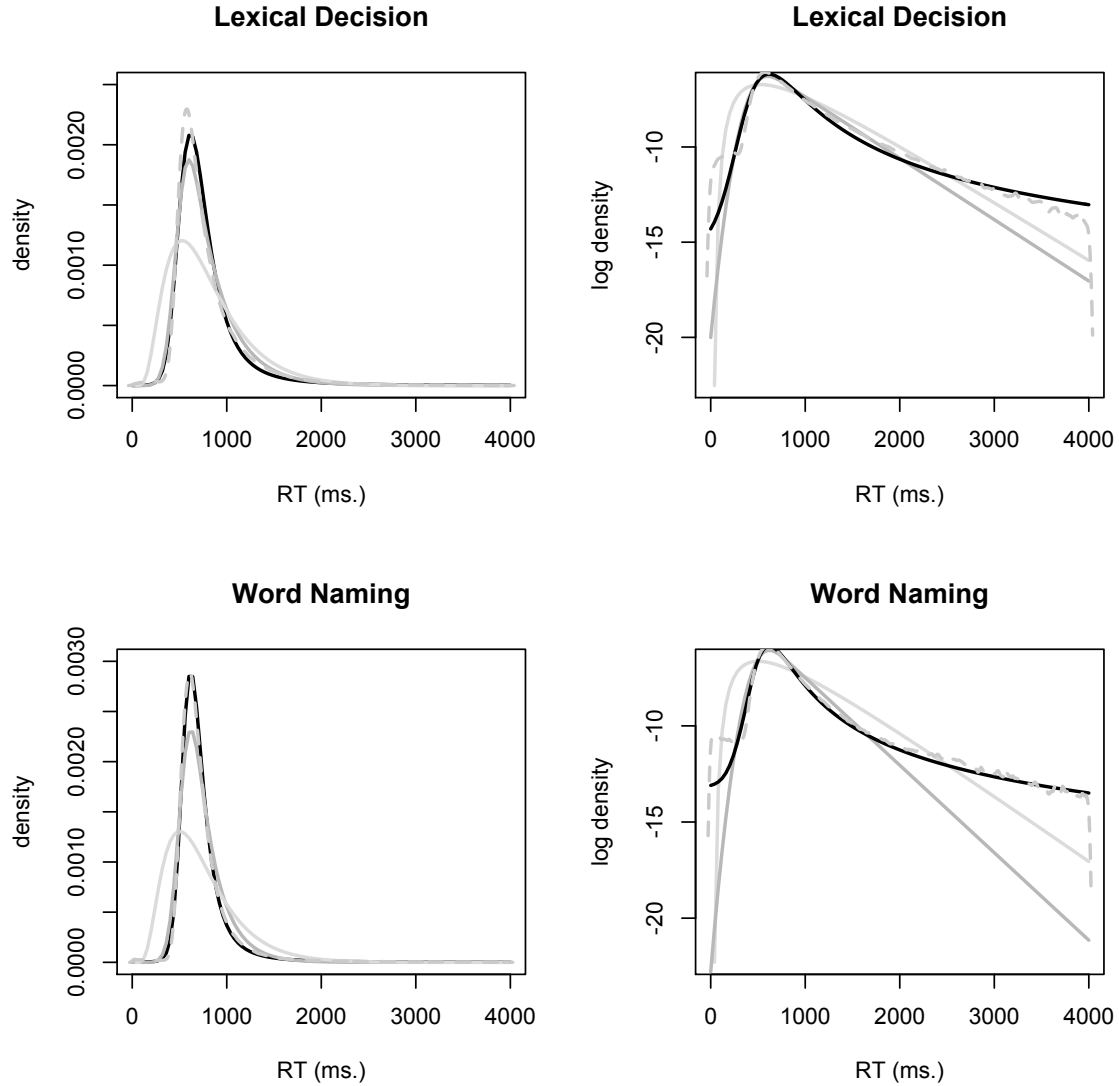 Lexical Decision
density
0.0000 0.0010 0.0020
0 1000 2000 3000 4000
RT (ms.)
Lexical Decision
log density
-20 -15 -10
0 1000 2000 3000 4000
RT (ms.)
Word Naming
density
0.0000 0.0010 0.0020 0.0030
0 1000 2000 3000 4000
RT (ms.)
Word Naming
log density
-20 -15 -10
0 1000 2000 3000 4000
RT (ms.)